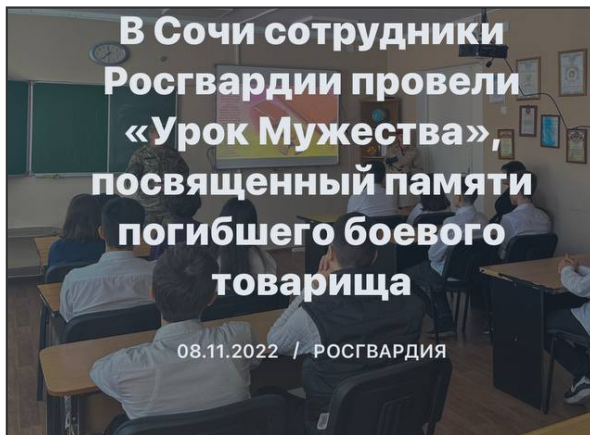 В Сочи сотрудники
Росгвардии провели
«Урок Мужества»,
посвященный памяти
погибшего боевого
товарища
08.11.2022 / РОСГВАРДИЯ